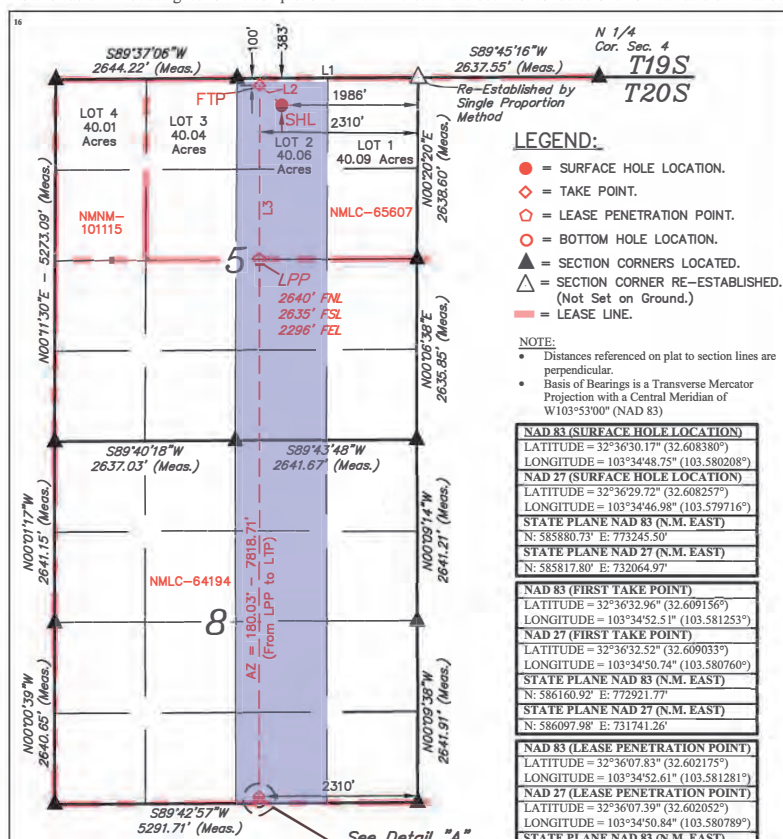 16
S89°37'06"W
2644.22' (Meas.)
100'
383'
L1
S89°45'16"W
2637.55' (Meas.)
N 1/4
Cor. Sec. 4
T19S
T20S
FTP
L2
1986'
SHL
2310'
Re-Established by
Single Proportion
Method
LOT 4
40.01
Acres
LOT 3
40.04
Acres
LOT 2
40.06
Acres
LOT 1
40.09 Acres
N00°20'20"E
2638.60' (Meas.)
NMNM-
101115
L3
NMLC-65607
N00°11'30"E - 5273.09' (Meas.)
5
LPP
2640' FNL
2635' FSL
2296' FEL
N00°06'38"E
2635.85' (Meas.)
S89°40'18"W
2637.03' (Meas.)
S89°43'48"W
2641.67' (Meas.)
N00°01'17"W
2641.15' (Meas.)
N00°09'14"W
2641.21' (Meas.)
NMLC-64194
8
AZ = 180.03° - 7818.71'
(From LPP to LTP)
N00°00'39"W
2640.65' (Meas.)
N00°09'38"W
2641.91' (Meas.)
2310'
S89°42'57"W
5291.71' (Meas.)
See Detail "A"
LEGEND:
= SURFACE HOLE LOCATION.
= TAKE POINT.
= LEASE PENETRATION POINT.
= BOTTOM HOLE LOCATION.
= SECTION CORNERS LOCATED.
= SECTION CORNER RE-ESTABLISHED.
(Not Set on Ground.)
= LEASE LINE.
NOTE:
• Distances referenced on plat to section lines are
perpendicular.
• Basis of Bearings is a Transverse Mercator
Projection with a Central Meridian of
W103°53'00" (NAD 83)
NAD 83 (SURFACE HOLE LOCATION)
LATITUDE = 32°36'30.17" (32.608380°)
LONGITUDE = 103°34'48.75" (103.580208°)
NAD 27 (SURFACE HOLE LOCATION)
LATITUDE = 32°36'29.72" (32.608257°)
LONGITUDE = 103°34'46.98" (103.579716°)
STATE PLANE NAD 83 (N.M. EAST)
N: 585880.73' E: 773245.50'
STATE PLANE NAD 27 (N.M. EAST)
N: 585817.80' E: 732064.97'
NAD 83 (FIRST TAKE POINT)
LATITUDE = 32°36'32.96" (32.609156°)
LONGITUDE = 103°34'52.51" (103.581253°)
NAD 27 (FIRST TAKE POINT)
LATITUDE = 32°36'32.52" (32.609033°)
LONGITUDE = 103°34'50.74" (103.580760°)
STATE PLANE NAD 83 (N.M. EAST)
N: 586160.92' E: 772921.77'
STATE PLANE NAD 27 (N.M. EAST)
N: 586097.98' E: 731741.26'
NAD 83 (LEASE PENETRATION POINT)
LATITUDE = 32°36'07.83" (32.602175°)
LONGITUDE = 103°34'52.61" (103.581281°)
NAD 27 (LEASE PENETRATION POINT)
LATITUDE = 32°36'07.39" (32.602052°)
LONGITUDE = 103°34'50.84" (103.580789°)
STATE PLANE NAD 83 (N.M. EAST)